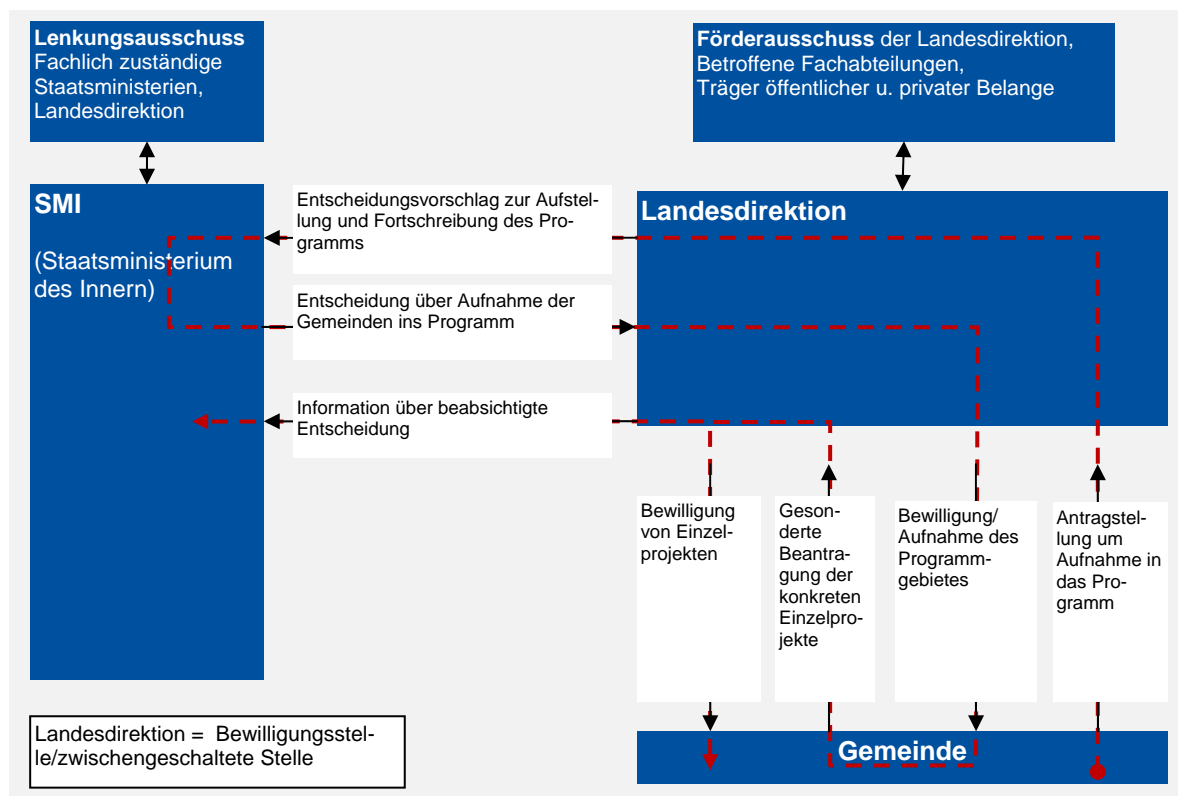 Lenkungsausschuss
Fachlich zuständige
Staatsministerien,
Landesdirektion
Förderausschuss der Landesdirektion,
Betroffene Fachabteilungen,
Träger öffentlicher u. privater Belange
SMI
(Staatsministerium
des Innern)
Entscheidungsvorschlag zur Aufstel-
lung und Fortschreibung des Pro-
gramms
Entscheidung über Aufnahme der
Gemeinden ins Programm
Information über beabsichtigte
Entscheidung
Landesdirektion
Bewilligung
von Einzel-
projekten
Geson-
derte
Beantra-
gung der
konkreten
Einzelpro-
jekte
Bewilligung/
Aufnahme des
Programm-
gebietes
Antragstel-
lung um
Aufnahme in
das Pro-
gramm
Gemeinde
Landesdirektion = Bewilligungsstel-
le/zwischengeschaltete Stelle